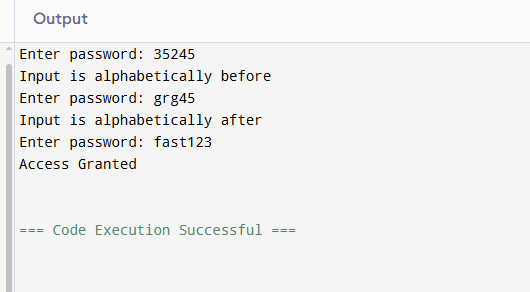 Output
Enter password: 35245
Input is alphabetically before
Enter password: grg45
Input is alphabetically after
Enter password: fast123
Access Granted
=== Code Execution Successful ===